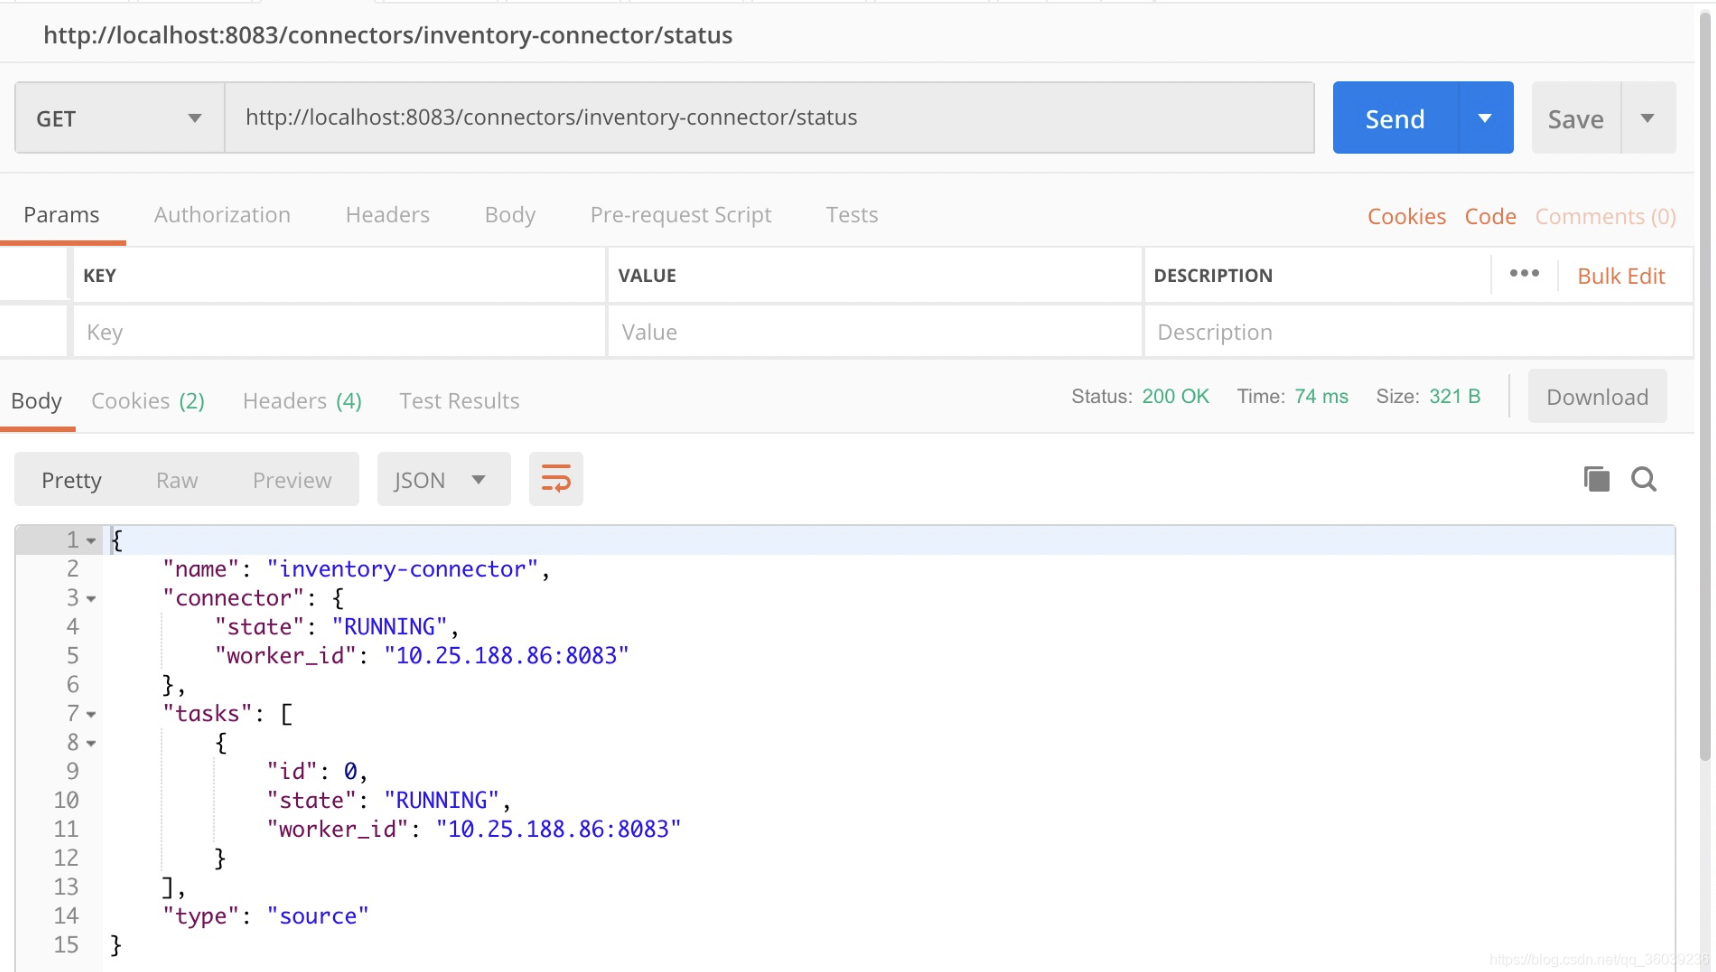 http://localhost:8083/connectors/inventory-connector/status
GET http://localhost:8083/connectors/inventory-connector/status Send Save
Params Authorization Headers Body Pre-request Script Tests Cookies Code Comments (0)
KEY VALUE DESCRIPTION ••• Bulk Edit
Key Value Description
Body Cookies (2) Headers (4) Test Results Status: 200 OK Time: 74 ms Size: 321 B Download
Pretty Raw Preview JSON
1 {
2 "name": "inventory-connector",
3 "connector": {
4 "state": "RUNNING",
5 "worker_id": "10.25.188.86:8083"
6 },
7 "tasks": [
8 {
9 "id": 0,
10 "state": "RUNNING",
11 "worker_id": "10.25.188.86:8083"
12 }
13 ],
14 "type": "source"
15 }
https://blog.csdn.net/qq_36039236